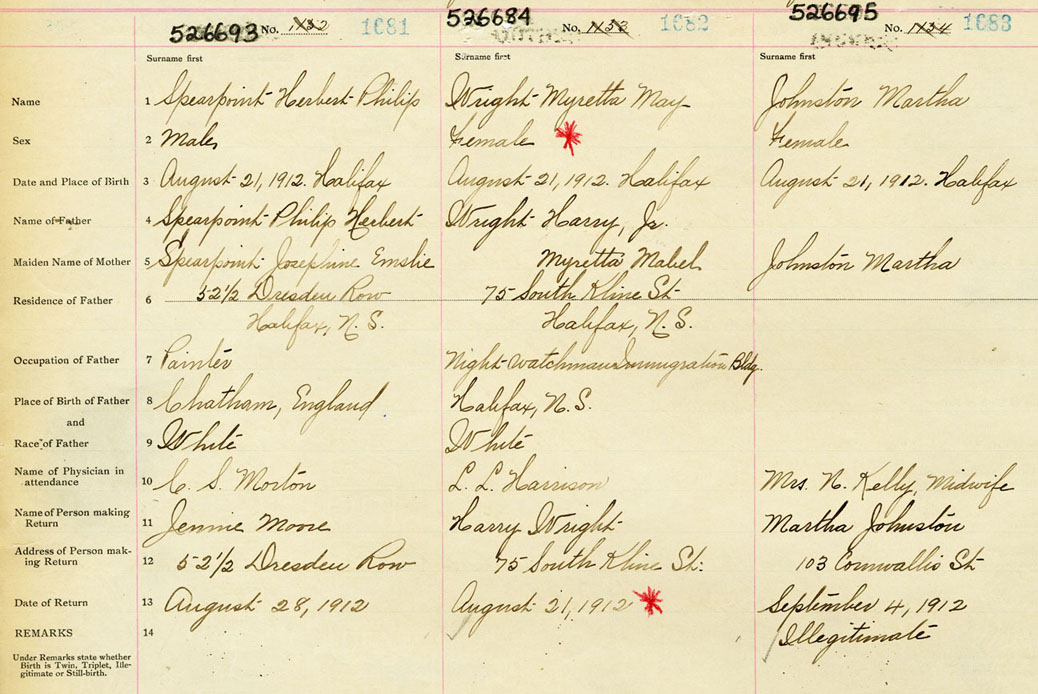 526693 No. 1132 1681 526684 No. 1133 1682 526695 No. 1134 1683
Surname first Surname first Surname first
Name 1 Spearpoint Herbert Philip Wright Myretta May Johnston Martha
Sex 2 Male Female Female
Date and Place of Birth 3 August 21, 1912. Halifax August 21, 1912. Halifax August 21, 1912. Halifax
Name of Father 4 Spearpoint Philip Herbert Wright Harry, Jr.
Maiden Name of Mother 5 Spearpoint Josephine Emslie Myretta Mabel Johnston Martha
Residence of Father 6 52 1/2 Dresden Row 75 South Kline St
Halifax, N.S. Halifax, N.S.
Occupation of Father 7 Painter Night Watchman Immigration Bldg.
Place of Birth of Father 8 Chatham, England Halifax, N.S.
and
Race of Father 9 White White
Name of Physician in
attendance 10 C. S. Morton L. L. Harrison Mrs. N. Kelly, Midwife
Name of Person making
Return 11 Jennie Moore Harry Wright Martha Johnston
Address of Person mak-
ing Return 12 52 1/2 Dresden Row 75 South Kline St. 103 Cornwallis St
Date of Return 13 August 28, 1912 August 21, 1912 September 4, 1912
REMARKS 14 Illegitimate
Under Remarks state whether
Birth is Twin, Triplet, Ille-
gitimate or Still-birth.